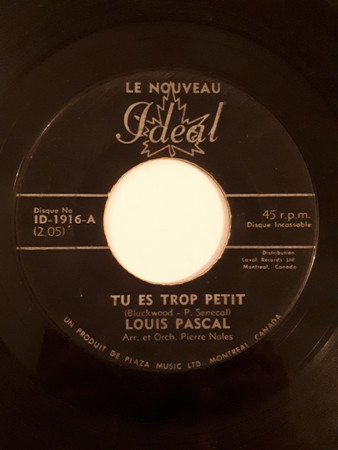 LE NOUVEAU
Ideal
Disque No
ID-1916-A
(2.05)
45 r.p.m.
Disque Incassable
Distribution
Laval Records Ltd
Montreal, Canada
TU ES TROP PETIT
(Blackwood - P. Senecal)
LOUIS PASCAL
Arr. et Orch. Pierre Noles
UN PRODUIT DE PLAZA MUSIC LTD. MONTREAL, CANADA